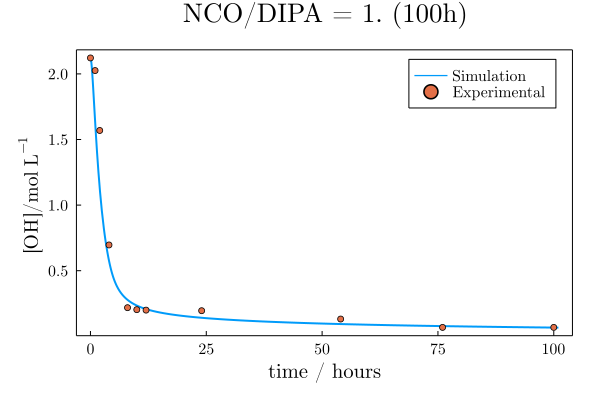 NCO/DIPA = 1. (100h)
Simulation
Experimental
2.0
1.5
1.0
0.5
[OH]/mol L⁻¹
0 25 50 75 100
time / hours